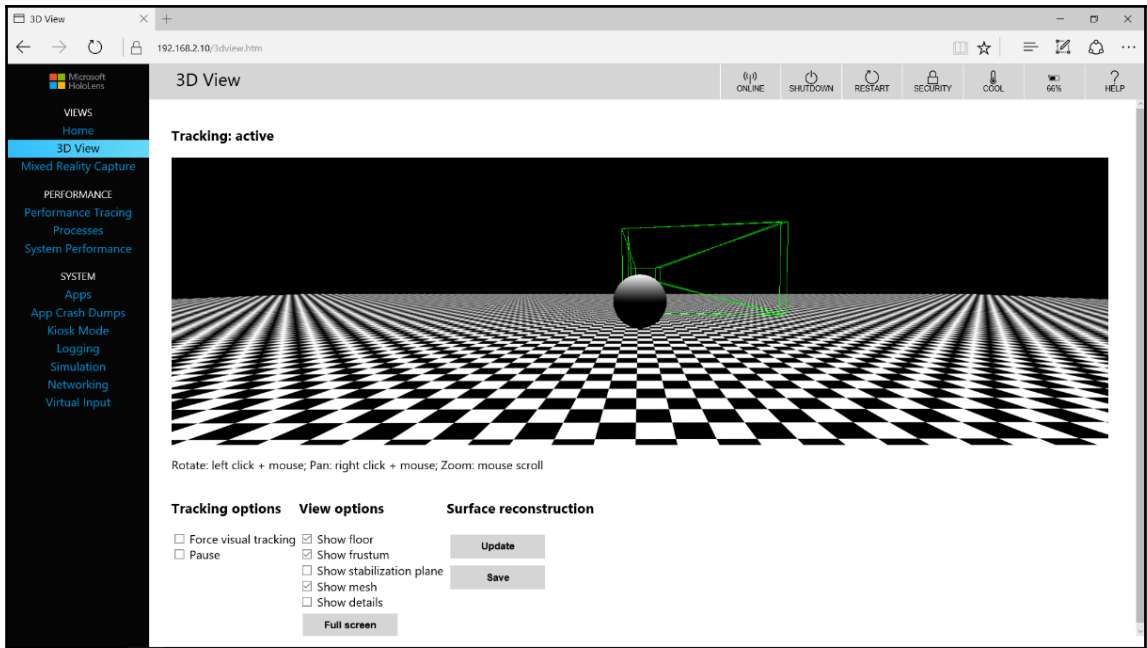 3D View
192.168.2.10/3dview.htm
Microsoft
HoloLens
3D View
ONLINE
SHUTDOWN
RESTART
SECURITY
COOL
66%
HELP
VIEWS
Home
3D View
Mixed Reality Capture
PERFORMANCE
Performance Tracing
Processes
System Performance
SYSTEM
Apps
App Crash Dumps
Kiosk Mode
Logging
Simulation
Networking
Virtual Input
Tracking: active
Rotate: left click + mouse; Pan: right click + mouse; Zoom: mouse scroll
Tracking options
Force visual tracking
Pause
View options
Show floor
Show frustum
Show stabilization plane
Show mesh
Show details
Full screen
Surface reconstruction
Update
Save